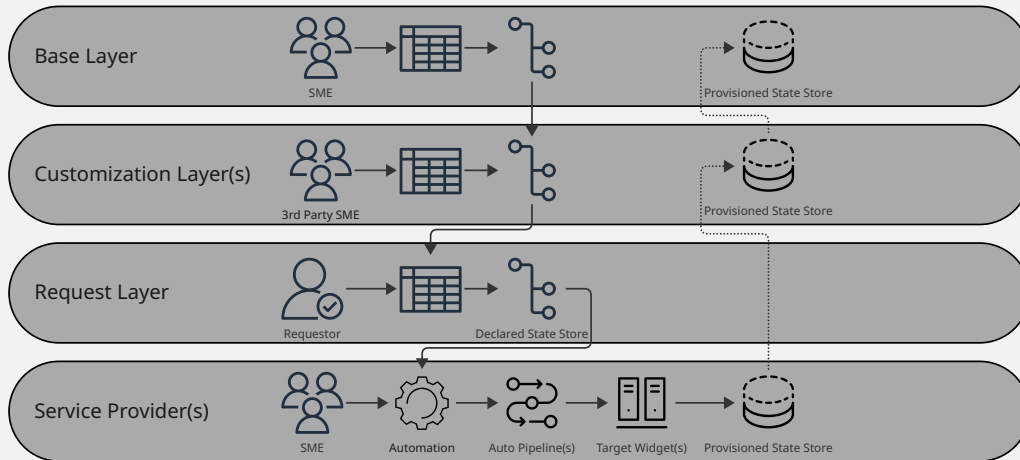 Base Layer
SME
Provisioned State Store
Customization Layer(s)
3rd Party SME
Provisioned State Store
Request Layer
Requestor
Declared State Store
Service Provider(s)
SME
Automation
Auto Pipeline(s)
Target Widget(s)
Provisioned State Store